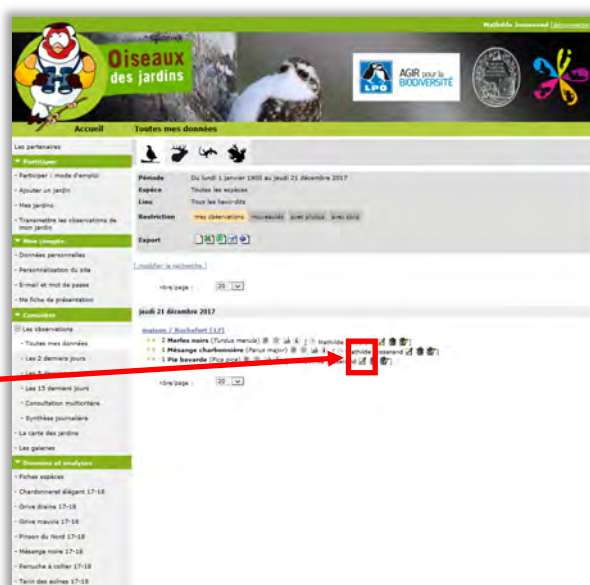 Mathilde Jousserand [déconnecter]
Oiseaux
des jardins
LPO
AGIR pour la
BIODIVERSITÉ
Accueil
Toutes mes données
Les partenaires
Participer
- Participer : mode d'emploi
- Ajouter un jardin
- Mes jardins
- Transmettre les observations de
mon jardin
Mon compte
- Données personnelles
- Personnalisation du site
- E-mail et mot de passe
- Ma fiche de présentation
Consulter
Les observations
- Toutes mes données
- Les 2 derniers jours
- Les 15 derniers jours
- Consultation multicritère
- Synthèse journalière
- La carte des jardins
- Les galeries
Données et analyses
- Fiches espèces
- Chardonneret élégant 17-18
- Grive draine 17-18
- Grive mauvis 17-18
- Pinson du Nord 17-18
- Mésange noire 17-18
- Perruche à collier 17-18
- Tarin des aulnes 17-18
Période Du lundi 1 janvier 1900 au jeudi 21 décembre 2017
Espèce Toutes les espèces
Lieu Tous les lieux-dits
Restriction mes observations nouveautés avec photos avec sons
Export
[ modifier la recherche ]
nbre/page : 20
jeudi 21 décembre 2017
maison / Rochefort (17)
2 Merles noirs (Turdus merula) Mathilde
1 Mésange charbonnière (Parus major)
1 Pie bavarde (Pica pica)
nbre/page : 20